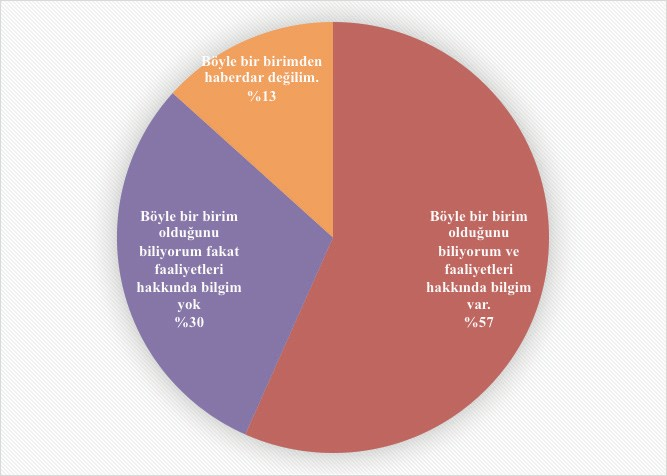 Böyle bir birimden
haberdar değilim.
%13
Böyle bir birim
olduğunu
biliyorum fakat
faaliyetleri
hakkında bilgim
yok
%30
Böyle bir birim
olduğunu
biliyorum ve
faaliyetleri
hakkında bilgim
var.
%57